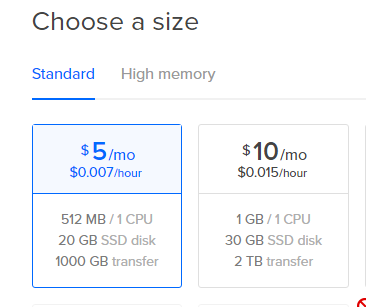 Choose a size
Standard High memory
$5/mo
$0.007/hour
512 MB / 1 CPU
20 GB SSD disk
1000 GB transfer
$10/mo
$0.015/hour
1 GB / 1 CPU
30 GB SSD disk
2 TB transfer